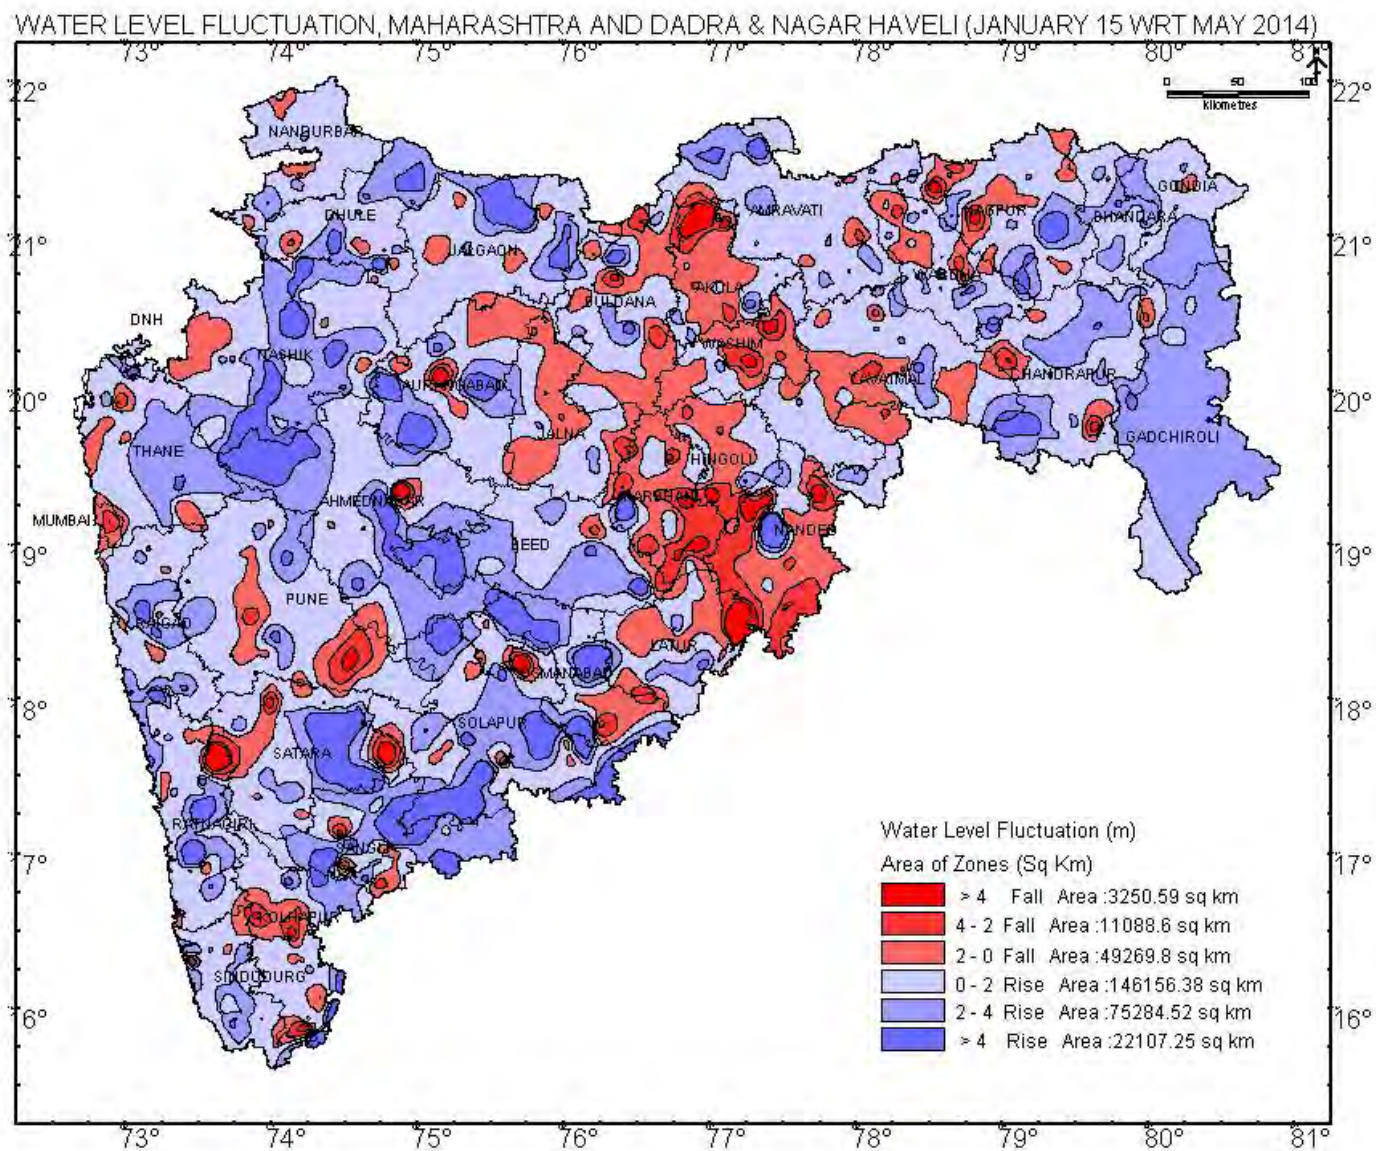 WATER LEVEL FLUCTUATION, MAHARASHTRA AND DADRA & NAGAR HAVELI (JANUARY 15 WRT MAY 2014)
73° 74° 75° 76° 77° 78° 79° 80° 81°
0 50 100
kilometres
22° 22°
NANDURBAR
GONDIA
DHULE AMRAVATI NAGPUR BHANDARA
21° JALGAON 21°
WARDHA
BULDANA AKOLA
DNH
NASHIK WASHIM
AURANGABAD YAVATMAL CHANDRAPUR
20° 20°
THANE JALNA HINGOLI GADCHIROLI
AHMEDNAGAR PARBHANI
MUMBAI NANDED
19° BEED 19°
PUNE
RAIGAD
LATUR
OSMANABAD
18° 18°
SOLAPUR
SATARA
RATNAGIRI
SANGLI
17° 17°
KOLHAPUR
SINDUDURG
16° 16°
Water Level Fluctuation (m)
Area of Zones (Sq Km)
> 4 Fall Area :3250.59 sq km
4 - 2 Fall Area :11088.6 sq km
2 - 0 Fall Area :49269.8 sq km
0 - 2 Rise Area :146156.38 sq km
2 - 4 Rise Area :75284.52 sq km
> 4 Rise Area :22107.25 sq km
73° 74° 75° 76° 77° 78° 79° 80° 81°